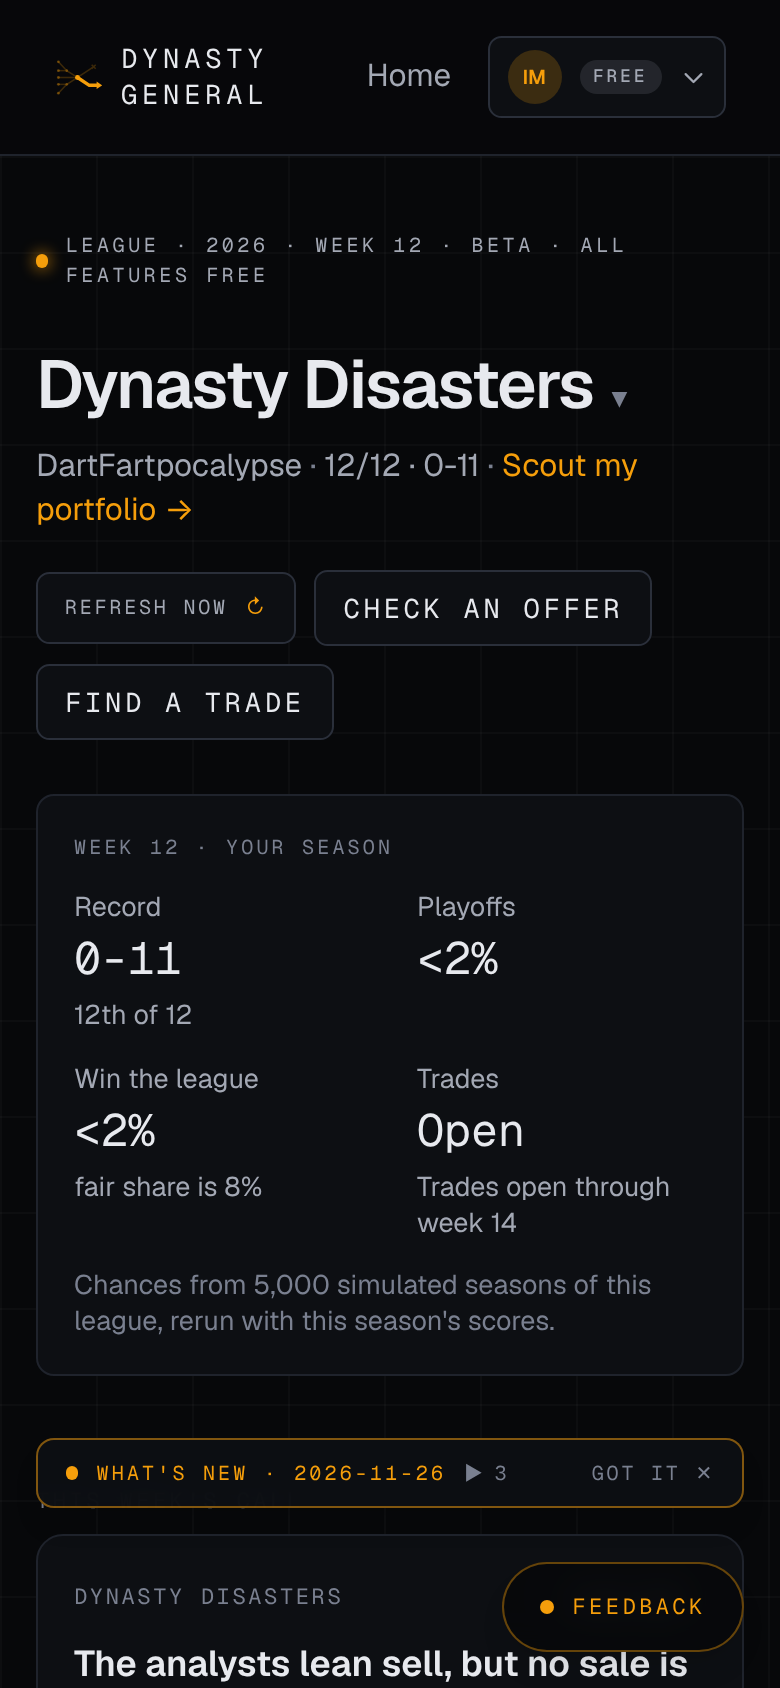 DYNASTY
GENERAL
Home
IM
FREE
LEAGUE · 2026 · WEEK 12 · BETA · ALL
FEATURES FREE
Dynasty Disasters ▼
DartFartpocalypse · 12/12 · 0-11 · Scout my
portfolio →
REFRESH NOW ↻
CHECK AN OFFER
FIND A TRADE
WEEK 12 · YOUR SEASON
Record
0-11
12th of 12
Playoffs
<2%
Win the league
<2%
fair share is 8%
Trades
Open
Trades open through
week 14
Chances from 5,000 simulated seasons of this
league, rerun with this season's scores.
WHAT'S NEW · 2026-11-26 ▶ 3
GOT IT ×
DYNASTY DISASTERS
FEEDBACK
The analysts lean sell, but no sale is